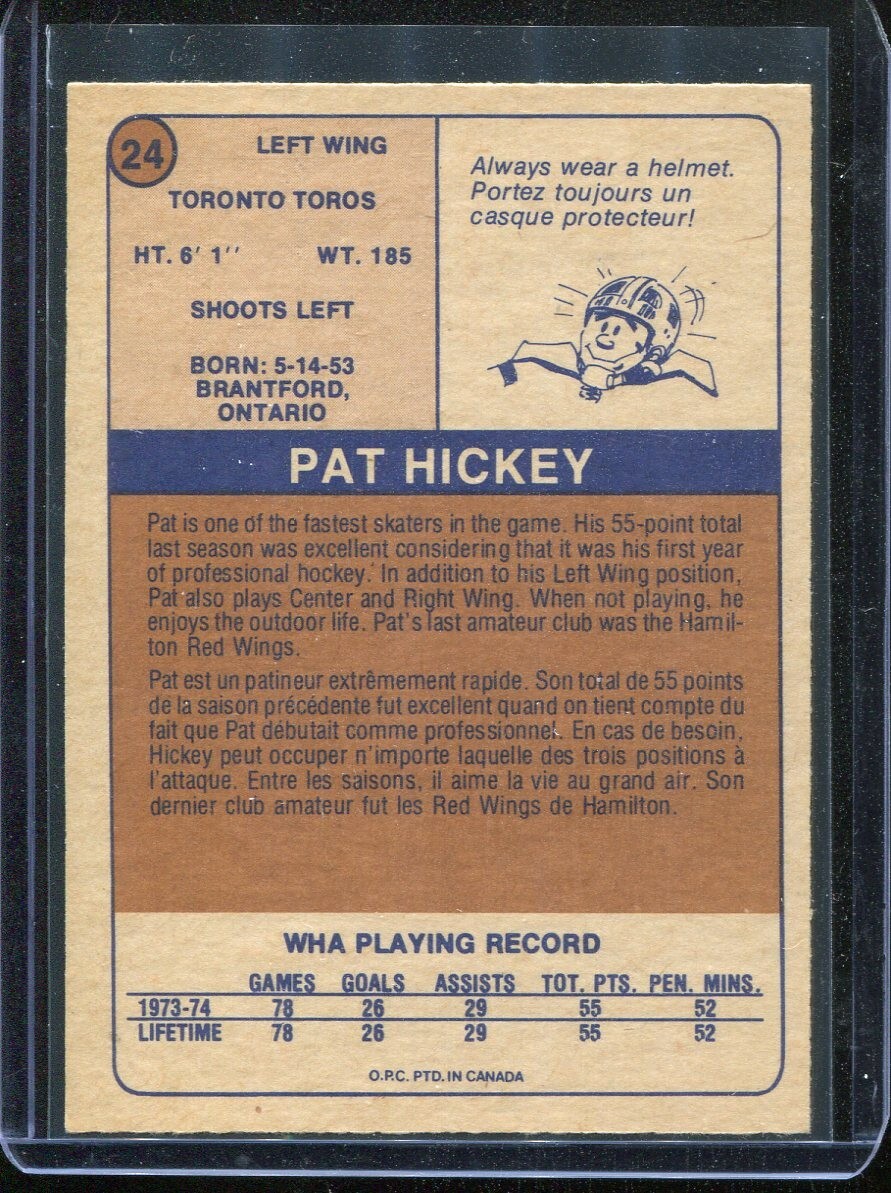 24
LEFT WING
TORONTO TOROS
HT. 6' 1'' WT. 185
SHOOTS LEFT
BORN: 5-14-53
BRANTFORD,
ONTARIO
Always wear a helmet.
Portez toujours un
casque protecteur!
PAT HICKEY
Pat is one of the fastest skaters in the game. His 55-point total
last season was excellent considering that it was his first year
of professional hockey. In addition to his Left Wing position,
Pat also plays Center and Right Wing. When not playing, he
enjoys the outdoor life. Pat's last amateur club was the Hamil-
ton Red Wings.
Pat est un patineur extrêmement rapide. Son total de 55 points
de la saison précédente fut excellent quand on tient compte du
fait que Pat débutait comme professionnel. En cas de besoin,
Hickey peut occuper n'importe laquelle des trois positions à
l'attaque. Entre les saisons, il aime la vie au grand air. Son
dernier club amateur fut les Red Wings de Hamilton.
WHA PLAYING RECORD
GAMES GOALS ASSISTS TOT. PTS. PEN. MINS.
1973-74 78 26 29 55 52
LIFETIME 78 26 29 55 52
O.P.C. PTD. IN CANADA